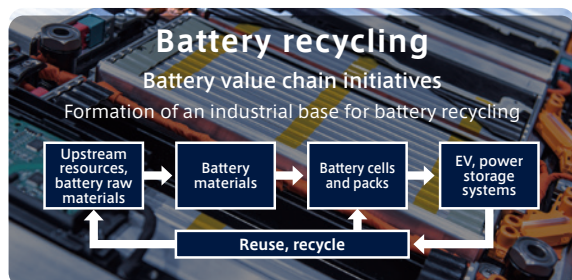 Battery recycling
Battery value chain initiatives
Formation of an industrial base for battery recycling
Upstream
resources,
battery raw
materials
Battery
materials
Battery cells
and packs
EV, power
storage
systems
Reuse, recycle